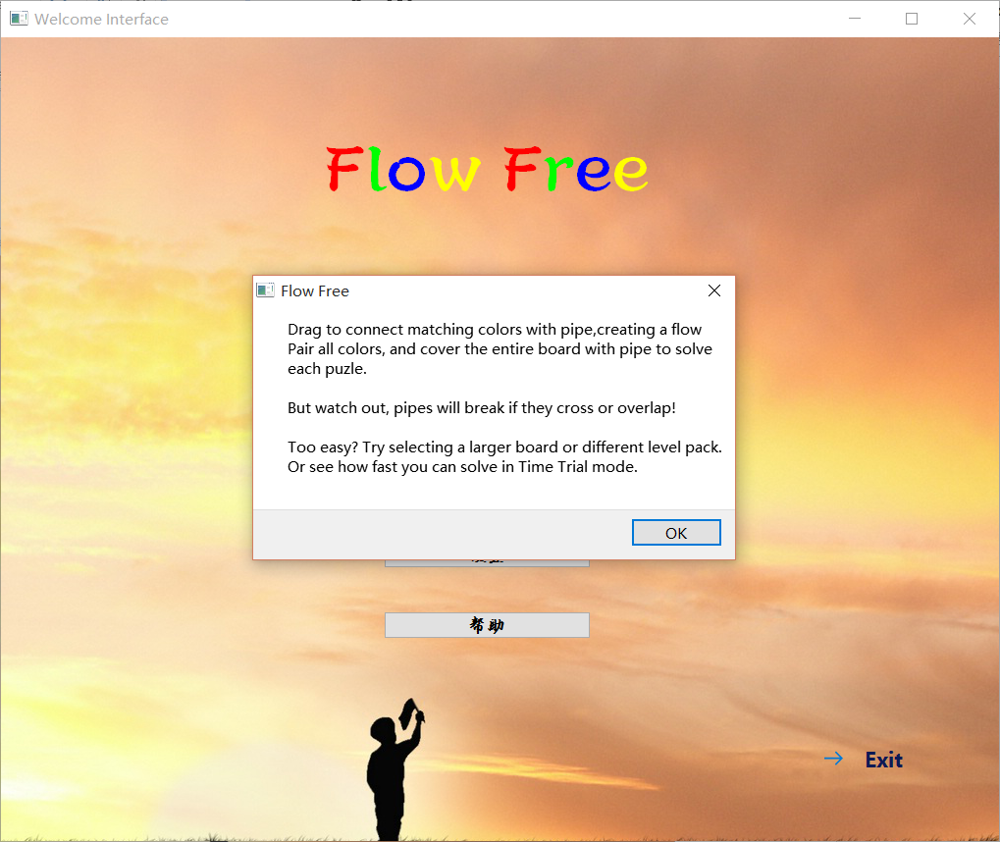 Welcome Interface
Flow Free
Flow Free
Drag to connect matching colors with pipe,creating a flow
Pair all colors, and cover the entire board with pipe to solve
each puzle.
But watch out, pipes will break if they cross or overlap!
Too easy? Try selecting a larger board or different level pack.
Or see how fast you can solve in Time Trial mode.
OK
帮助
Exit